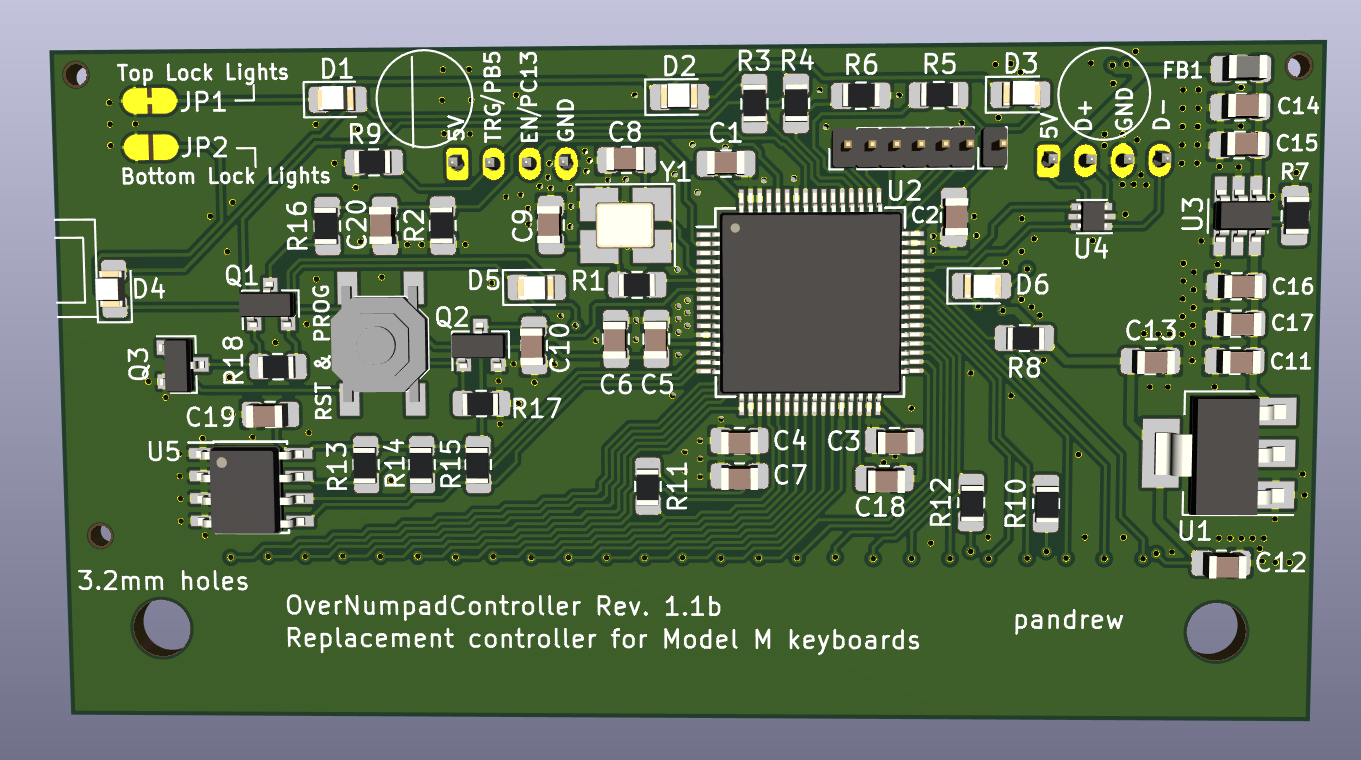 Top Lock Lights
JP1
JP2
Bottom Lock Lights
D1
R9
5V
TRG/PB5
EN/PC13
GND
D2
R3
R4
R6
R5
D3
5V
D+
GND
D-
FB1
C14
C15
R7
C8
C1
Y1
U2
C2
U4
U3
R16
C20
R2
C9
D4
Q1
D5
R1
D6
C16
C17
C11
C13
R8
Q3
R18
RST & PROG
Q2
C10
C6
C5
C19
R17
U5
R13
R14
R15
R11
C4
C7
C3
C18
R12
R10
U1
C12
3.2mm holes
OverNumpadController Rev. 1.1b
Replacement controller for Model M keyboards
pandrew